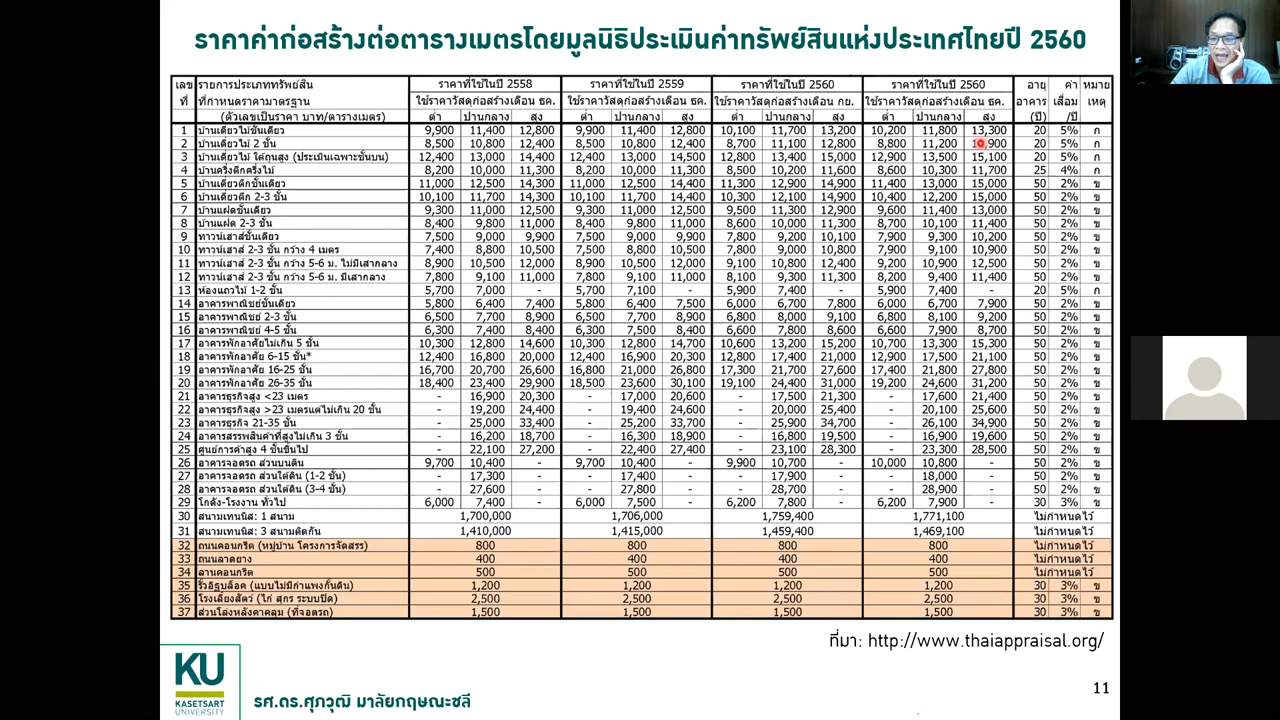 ราคาค่าก่อสร้างต่อตารางเมตรโดยมูลนิธิประเมินค่าทรัพย์สินแห่งประเทศไทยปี 2560
เลขที่ รายการประเภททรัพย์สิน ราคาที่ใช้ในปี 2558 ราคาที่ใช้ในปี 2559 ราคาที่ใช้ในปี 2560 ราคาที่ใช้ในปี 2560 อายุ ค่า หมาย
ที่กำหนดราคามาตรฐาน ใช้ราคาวัสดุก่อสร้างเดือน ธค. ใช้ราคาวัสดุก่อสร้างเดือน ธค. ใช้ราคาวัสดุก่อสร้างเดือน กย. ใช้ราคาวัสดุก่อสร้างเดือน ธค. อาคาร เสื่อม เหตุ
(ตัวเลขเป็นราคา บาท/ตารางเมตร) ต่ำ ปานกลาง สูง ต่ำ ปานกลาง สูง ต่ำ ปานกลาง สูง ต่ำ ปานกลาง สูง (ปี) /ปี
1 บ้านเดี่ยวไม้ชั้นเดียว 9,900 11,400 12,800 9,900 11,400 12,800 10,100 11,700 13,200 10,200 11,800 13,300 20 5% ก
2 บ้านเดี่ยวไม้ 2 ชั้น 8,500 10,800 12,400 8,500 10,800 12,400 8,700 11,100 12,800 8,800 11,200 20 5% ก
3 บ้านเดี่ยวไม้ ใต้ถุนสูง (ประเมินเฉพาะชั้นบน) 12,400 13,000 14,400 12,400 13,000 14,500 12,800 13,400 15,000 12,900 13,500 15,100 20 5% ก
4 บ้านครึ่งตึกครึ่งไม้ 8,200 10,000 11,300 8,200 10,000 11,300 8,500 10,200 11,600 8,600 10,300 11,700 25 4% ก
5 บ้านเดี่ยวตึกชั้นเดียว 11,000 12,500 14,300 11,000 12,500 14,400 11,300 12,900 14,900 11,400 13,000 15,000 50 2% ข
6 บ้านเดี่ยวตึก 2-3 ชั้น 10,100 11,700 14,300 10,100 11,700 14,400 10,300 12,100 14,900 10,400 12,200 15,000 50 2% ข
7 บ้านแฝดชั้นเดียว 9,300 11,000 12,500 9,300 11,000 12,500 9,500 11,300 12,900 9,600 11,400 13,000 50 2% ข
8 บ้านแฝด 2-3 ชั้น 8,400 9,800 11,000 8,400 9,800 11,000 8,600 10,000 11,300 8,700 10,100 11,400 50 2% ข
9 ทาวน์เฮาส์ชั้นเดียว 7,500 9,000 9,900 7,500 9,000 9,900 7,800 9,200 10,100 7,900 9,300 10,200 50 2% ข
10 ทาวน์เฮาส์ 2-3 ชั้น กว้าง 4 เมตร 7,400 8,800 10,500 7,500 8,800 10,500 7,800 9,000 10,800 7,900 9,100 10,900 50 2% ข
11 ทาวน์เฮาส์ 2-3 ชั้น กว้าง 5-6 ม. ไม่มีเสากลาง 8,900 10,500 12,000 8,900 10,500 12,000 9,100 10,800 12,400 9,200 10,900 12,500 50 2% ข
12 ทาวน์เฮาส์ 2-3 ชั้น กว้าง 5-6 ม. มีเสากลาง 7,800 9,100 11,000 7,800 9,100 11,000 8,100 9,300 11,300 8,200 9,400 11,400 50 2% ข
13 ห้องแถวไม้ 1-2 ชั้น 5,700 7,000 - 5,700 7,100 - 5,900 7,400 - 5,900 7,400 - 20 5% ก
14 อาคารพาณิชย์ชั้นเดียว 5,800 6,400 7,400 5,800 6,400 7,500 6,000 6,700 7,800 6,000 6,700 7,900 50 2% ข
15 อาคารพาณิชย์ 2-3 ชั้น 6,500 7,700 8,900 6,500 7,700 8,900 6,800 8,000 9,100 6,800 8,100 9,200 50 2% ข
16 อาคารพาณิชย์ 4-5 ชั้น 6,300 7,400 8,400 6,300 7,500 8,400 6,600 7,800 8,600 6,600 7,900 8,700 50 2% ข
17 อาคารพักอาศัยไม่เกิน 5 ชั้น 10,300 12,800 14,600 10,300 12,800 14,700 10,600 13,200 15,200 10,700 13,300 15,300 50 2% ข
18 อาคารพักอาศัย 6-15 ชั้น* 12,400 16,800 20,000 12,400 16,900 20,300 12,800 17,400 21,000 12,900 17,500 21,100 50 2% ข
19 อาคารพักอาศัย 16-25 ชั้น 16,700 20,700 26,600 16,800 21,000 26,800 17,300 21,700 27,600 17,400 21,800 27,800 50 2% ข
20 อาคารพักอาศัย 26-35 ชั้น 18,400 23,400 29,900 18,500 23,600 30,100 19,100 24,400 31,000 19,200 24,600 31,200 50 2% ข
21 อาคารธุรกิจสูง <23 เมตร - 16,900 20,300 - 17,000 20,600 - 17,500 21,300 - 17,600 21,400 50 2% ข
22 อาคารธุรกิจสูง >23 เมตรแต่ไม่เกิน 20 ชั้น - 19,200 24,400 - 19,400 24,600 - 20,000 25,400 - 20,100 25,600 50 2% ข
23 อาคารธุรกิจ 21-35 ชั้น - 25,000 33,400 - 25,200 33,700 - 25,900 34,700 - 26,100 34,900 50 2% ข
24 อาคารสรรพสินค้าที่สูงไม่เกิน 3 ชั้น - 16,200 18,700 - 16,300 18,900 - 16,800 19,500 - 16,900 19,600 50 2% ข
25 ศูนย์การค้าสูง 4 ชั้นขึ้นไป - 22,100 27,200 - 22,400 27,400 - 23,100 28,300 - 23,300 28,500 50 2% ข
26 อาคารจอดรถ ส่วนบนดิน 9,700 10,400 - 9,700 10,400 - 9,900 10,700 - 10,000 10,800 - 50 2% ข
27 อาคารจอดรถ ส่วนใต้ดิน (1-2 ชั้น) - 17,300 - - 17,400 - - 17,900 - - 18,000 - 50 2% ข
28 อาคารจอดรถ ส่วนใต้ดิน (3-4 ชั้น) - 27,600 - - 27,800 - - 28,700 - - 28,900 - 50 2% ข
29 โกดัง-โรงงาน ทั่วไป 6,000 7,400 - 6,000 7,500 - 6,200 7,800 - 6,200 7,900 - 30 3% ข
30 สนามเทนนิส: 1 สนาม 1,700,000 1,706,000 1,759,400 1,771,100 ไม่กำหนดไว้
31 สนามเทนนิส: 3 สนามติดกัน 1,410,000 1,415,000 1,459,400 1,469,100 ไม่กำหนดไว้
32 ถนนคอนกรีต (หมู่บ้าน โครงการจัดสรร) 800 800 800 800 ไม่กำหนดไว้
33 ถนนลาดยาง 400 400 400 400 ไม่กำหนดไว้
34 ลานคอนกรีต 500 500 500 500 ไม่กำหนดไว้
35 รั้วอิฐบล็อค (แบบไม่มีกำแพงกั้นดิน) 1,200 1,200 1,200 1,200 30 3% ข
36 โรงเลี้ยงสัตว์ (ไก่ สุกร ระบบปิด) 2,500 2,500 2,500 2,500 30 3% ข
37 ส่วนโล่งหลังคาคลุม (ที่จอดรถ) 1,500 1,500 1,500 1,500 30 3% ข
ที่มา: http://www.thaiappraisal.org/
KU
KASETSART
UNIVERSITY
รศ.ดร.ศุภวุฒิ มาลัยกฤษณะชลี
11